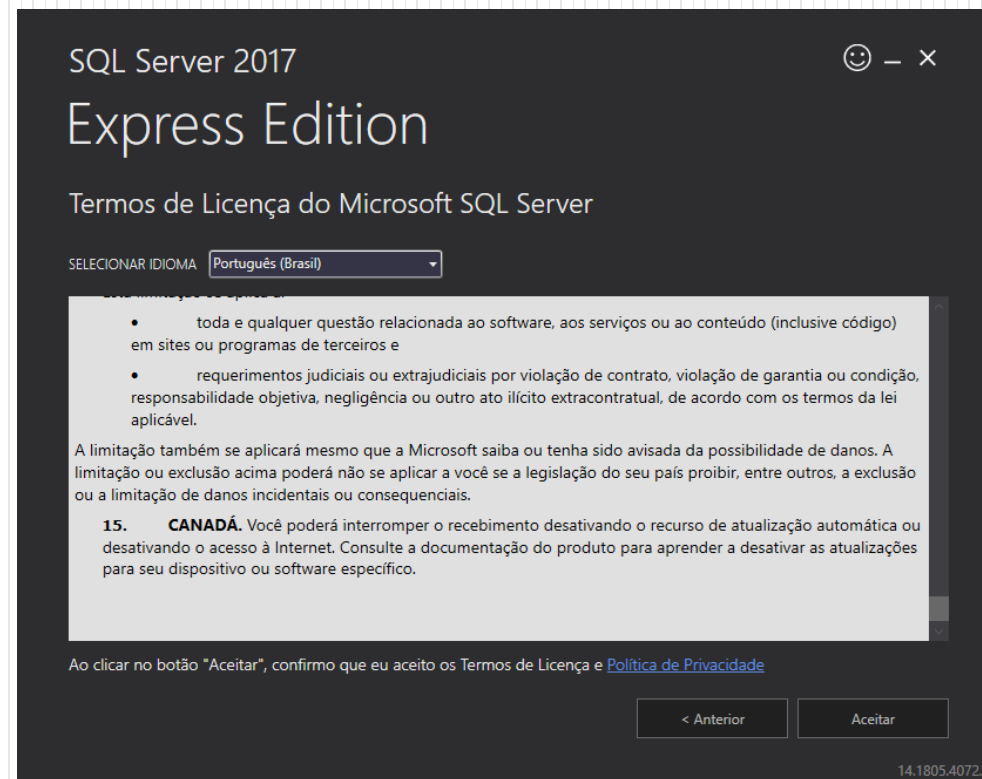 SQL Server 2017
Express Edition
Termos de Licença do Microsoft SQL Server
SELECIONAR IDIOMA Português (Brasil)
• toda e qualquer questão relacionada ao software, aos serviços ou ao conteúdo (inclusive código)
em sites ou programas de terceiros e
• requerimentos judiciais ou extrajudiciais por violação de contrato, violação de garantia ou condição,
responsabilidade objetiva, negligência ou outro ato ilícito extracontratual, de acordo com os termos da lei
aplicável.
A limitação também se aplicará mesmo que a Microsoft saiba ou tenha sido avisada da possibilidade de danos. A
limitação ou exclusão acima poderá não se aplicar a você se a legislação do seu país proibir, entre outros, a exclusão
ou a limitação de danos incidentais ou consequenciais.
15. CANADÁ. Você poderá interromper o recebimento desativando o recurso de atualização automática ou
desativando o acesso à Internet. Consulte a documentação do produto para aprender a desativar as atualizações
para seu dispositivo ou software específico.
Ao clicar no botão "Aceitar", confirmo que eu aceito os Termos de Licença e Política de Privacidade
< Anterior Aceitar
14.1805.4072.